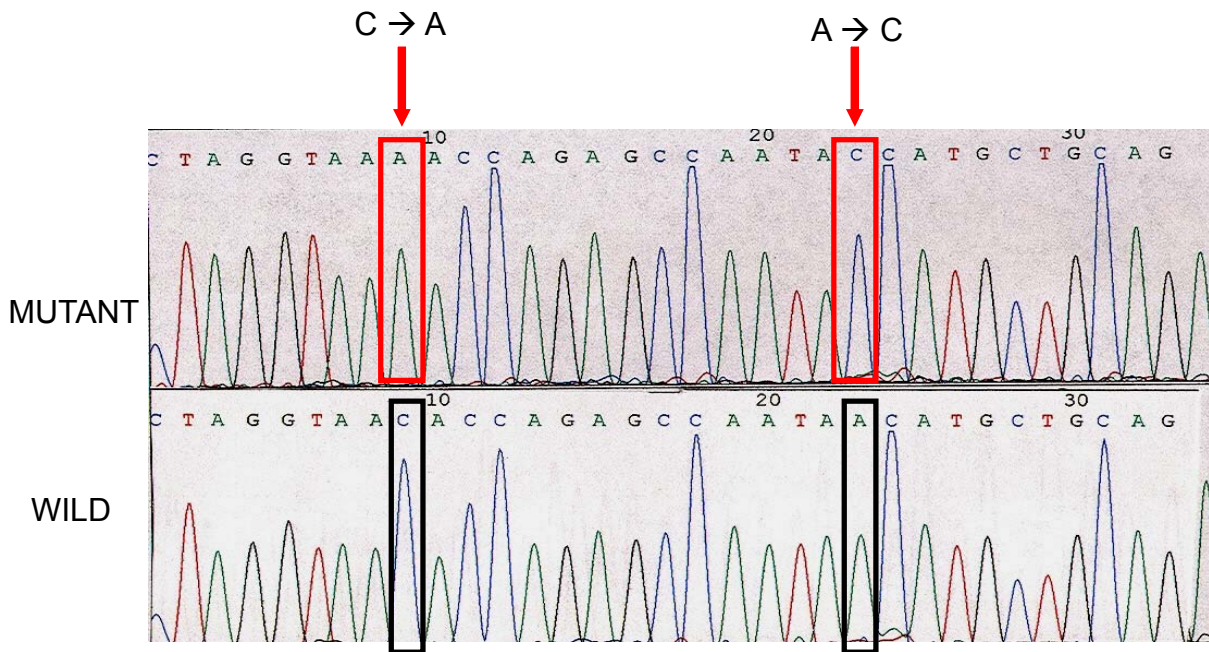 C → A
A → C
10 20 30
C T A G G T A A A A C C A G A G C C A A T A C C A T G C T G C A G
MUTANT
10 20 30
C T A G G T A A C A C C A G A G C C A A T A A C A T G C T G C A G
WILD